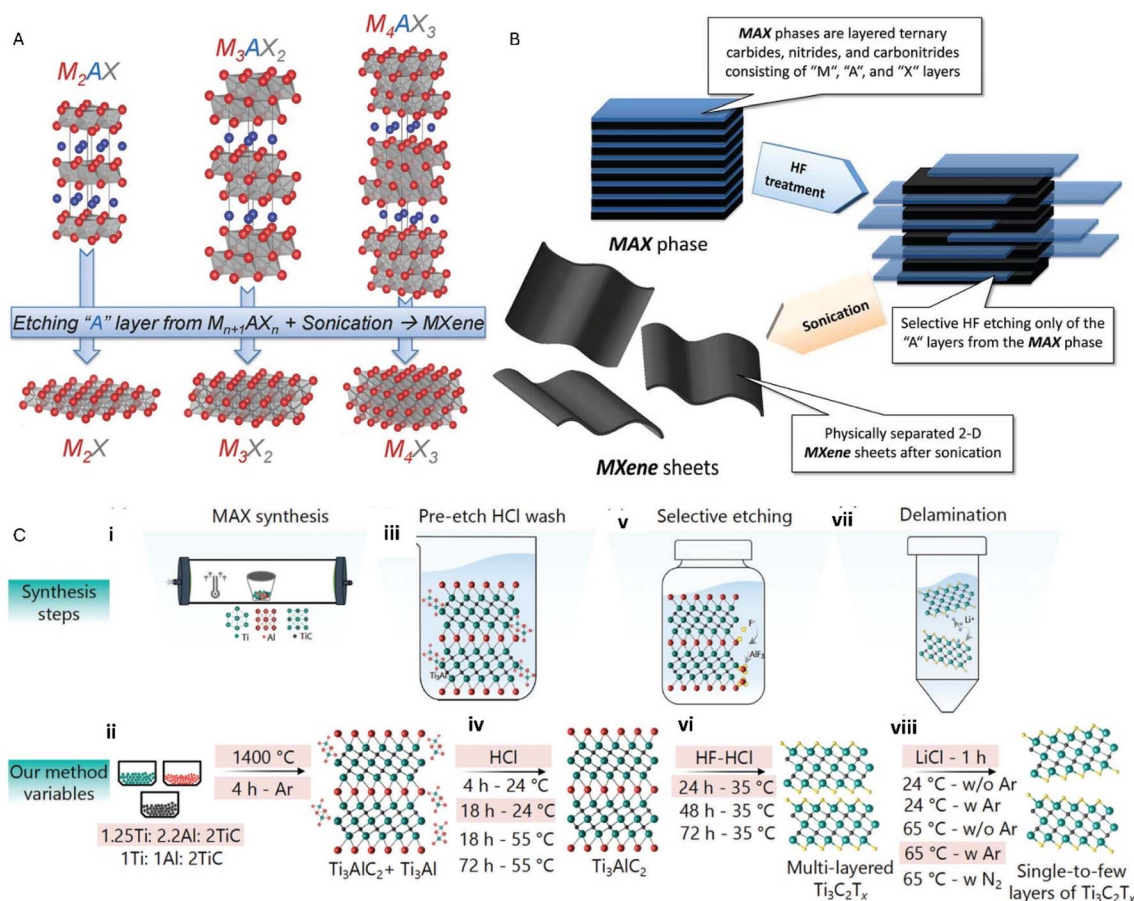 A
M₂AX
M₃AX₂
M₄AX₃
Etching "A" layer from Mₙ₊₁AXₙ + Sonication → MXene
M₂X
M₃X₂
M₄X₃
B
MAX phases are layered ternary
carbides, nitrides, and carbonitrides
consisting of "M", "A", and "X" layers
HF
treatment
MAX phase
Sonication
Selective HF etching only of the
"A" layers from the MAX phase
Physically separated 2-D
MXene sheets after sonication
MXene sheets
C
Synthesis
steps
i
MAX synthesis
Ti
Al
TiC
iii
Pre-etch HCl wash
Ti₃Al
v
Selective etching
F⁻
AlF₃
vii
Delamination
Li⁺
Our method
variables
ii
1.25Ti: 2.2Al: 2TiC
1Ti: 1Al: 2TiC
1400 °C
4 h - Ar
Ti₃AlC₂ + Ti₃Al
iv
HCl
4 h - 24 °C
18 h - 24 °C
18 h - 55 °C
72 h - 55 °C
Ti₃AlC₂
vi
HF-HCl
24 h - 35 °C
48 h - 35 °C
72 h - 35 °C
Multi-layered
Ti₃C₂Tₓ
viii
LiCl - 1 h
24 °C - w/o Ar
24 °C - w Ar
65 °C - w/o Ar
65 °C - w Ar
65 °C - w N₂
Single-to-few
layers of Ti₃C₂Tₓ